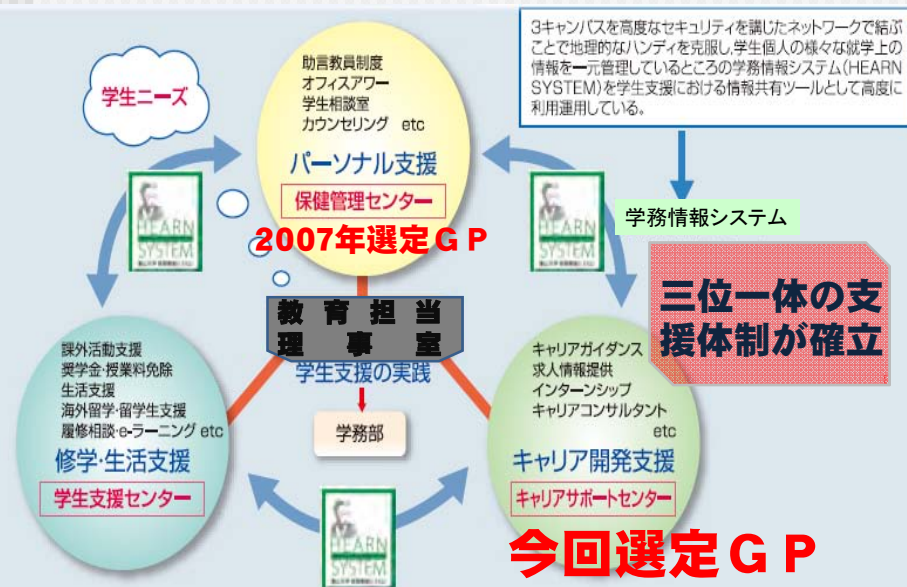 3キャンパスを高度なセキュリティを講じたネットワークで結ぶ
ことで地理的なハンディを克服し、学生個人の様々な就学上の
情報を一元管理しているところの学務情報システム(HEARN
SYSTEM)を学生支援における情報共有ツールとして高度に
利用運用している。
学生ニーズ
助言教員制度
オフィスアワー
学生相談室
カウンセリング etc
パーソナル支援
保健管理センター
2007年選定GP
HEARN
SYSTEM
HEARN
SYSTEM
学務情報システム
三位一体の支
援体制が確立
教育担当
理事室
学生支援の実践
学務部
課外活動支援
奨学金・授業料免除
生活支援
海外留学・留学生支援
履修相談・e-ラーニング etc
修学・生活支援
学生支援センター
キャリアガイダンス
求人情報提供
インターンシップ
キャリアコンサルタント
etc
キャリア開発支援
キャリアサポートセンター
HEARN
SYSTEM
今回選定GP